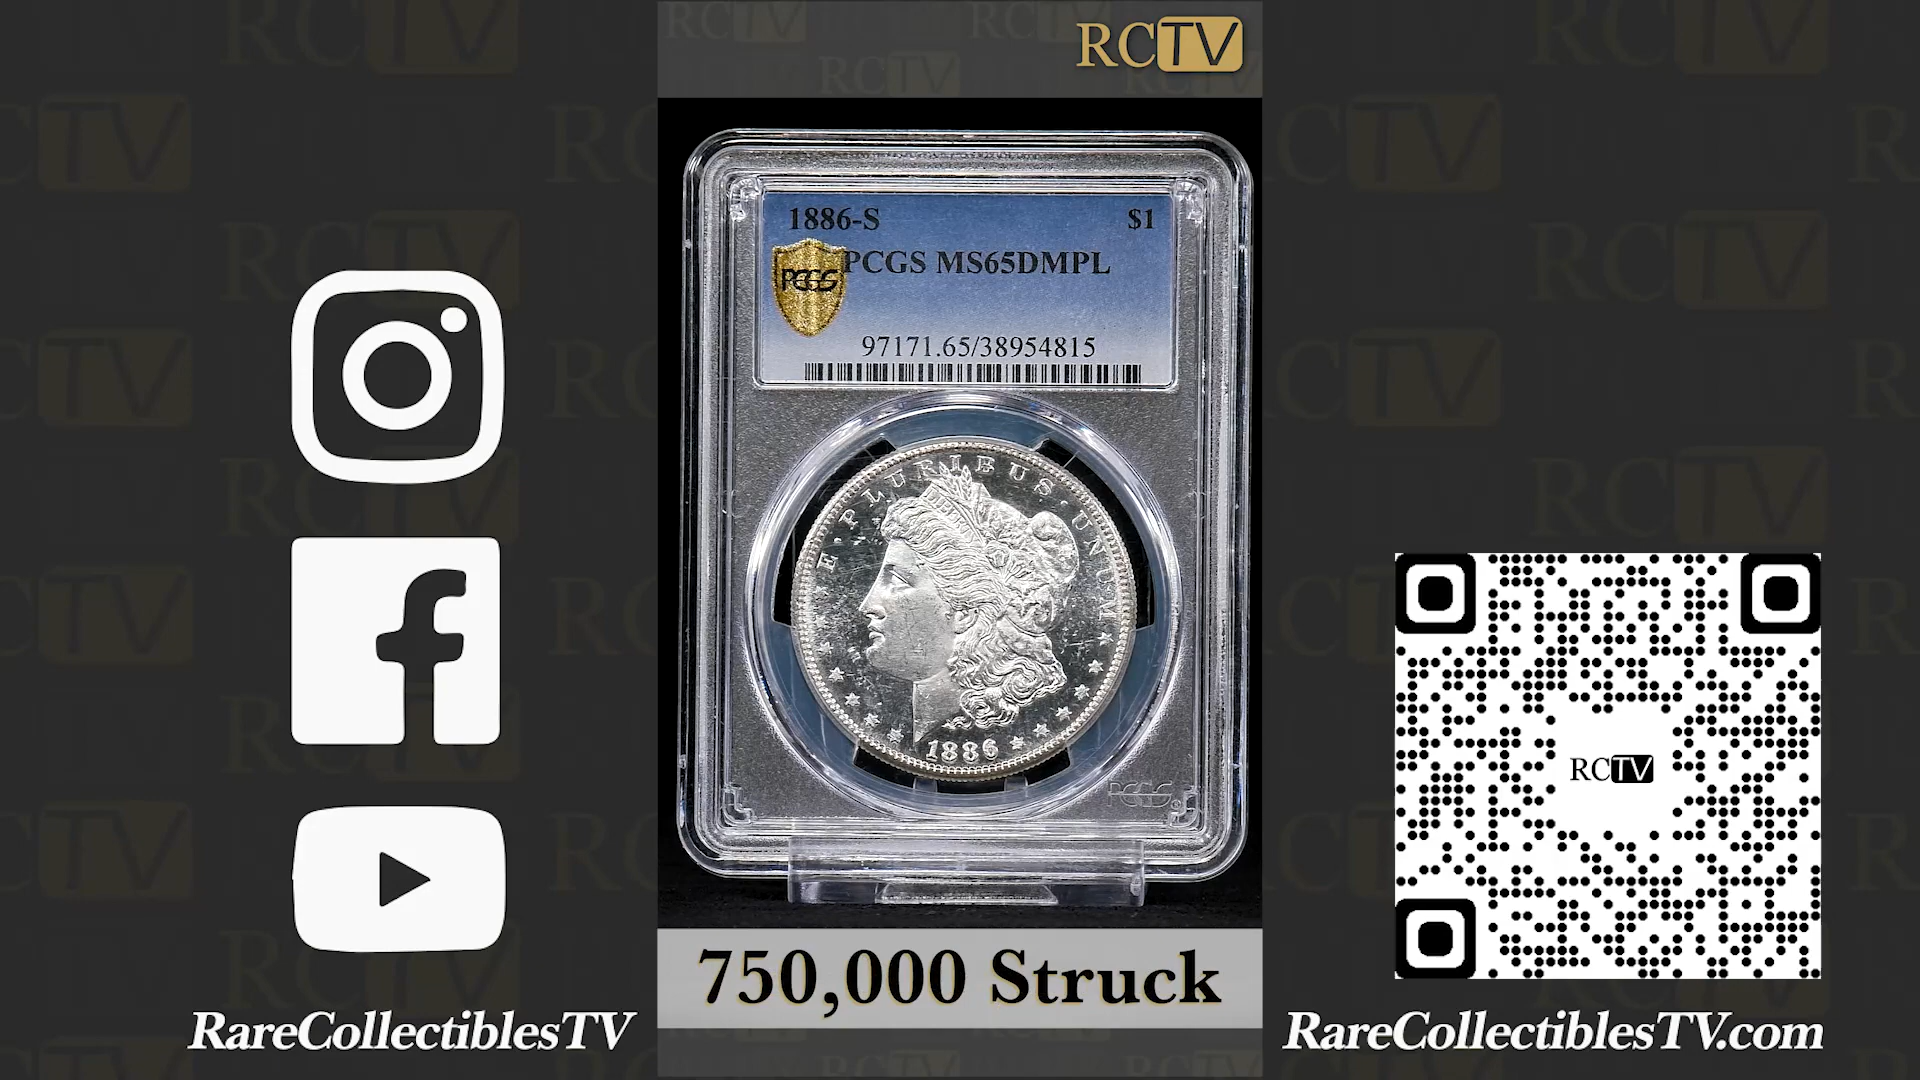 RCTV
1886-S $1
PCGS PCGS MS65DMPL
97171.65/38954815
E·PLURIBUS·UNUM
1886
PCGS
750,000 Struck
RCTV
RareCollectiblesTV
RareCollectiblesTV.com